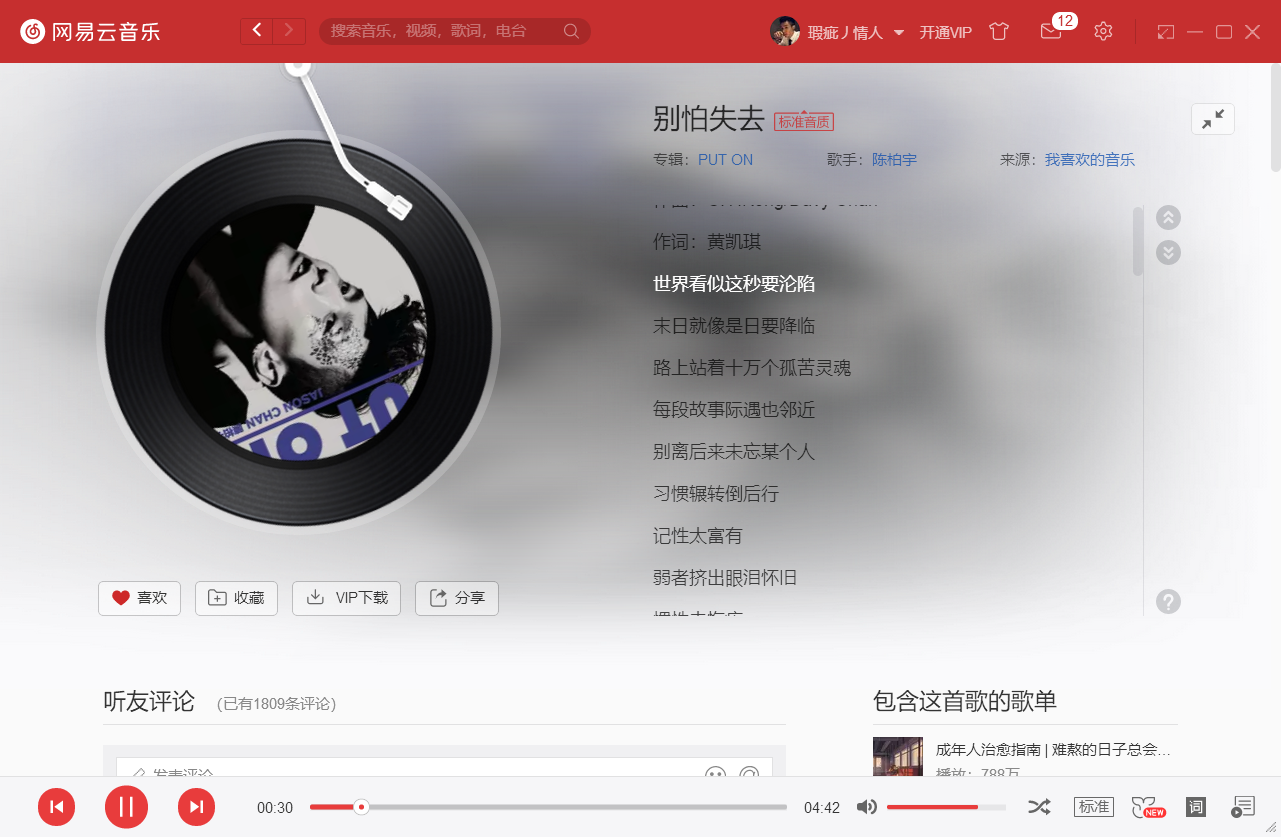 网易云音乐
搜索音乐，视频，歌词，电台
瑕疵丿情人
开通VIP
12
别怕失去
标准音质
专辑：PUT ON
歌手：陈柏宇
来源：我喜欢的音乐
作词：黄凯琪
世界看似这秒要沦陷
末日就像是日要降临
路上站着十万个孤苦灵魂
每段故事际遇也邻近
别离后来未忘某个人
习惯辗转倒后行
记性太富有
弱者挤出眼泪怀旧
JASON CHAN
喜欢
收藏
VIP下载
分享
听友评论
（已有1809条评论）
发表评论
包含这首歌的歌单
成年人治愈指南 | 难熬的日子总会...
播放：788万
00:30
04:42
标准
NEW
词